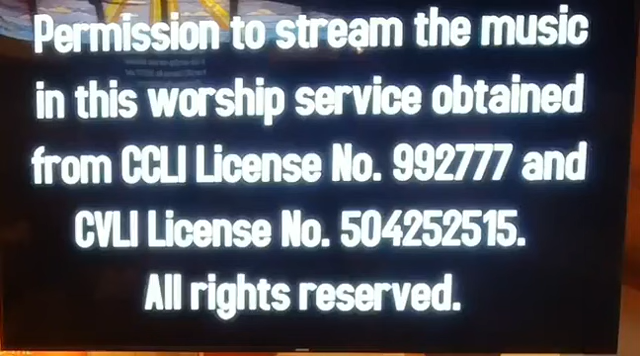 Permission to stream the music
in this worship service obtained
from CCLI License No. 992777 and
CVLI License No. 504252515.
All rights reserved.